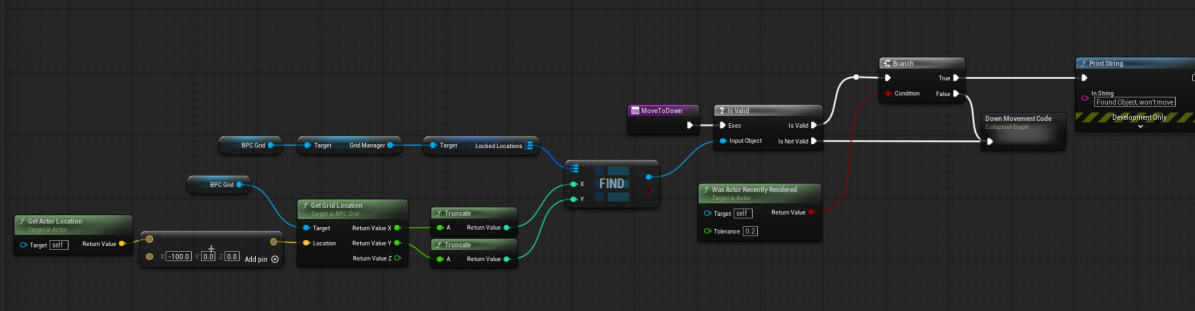 Branch
True
Condition
False
Print String
In String
Found Object, won't move
Development Only
MoveToDown
Is Valid
Exec
Is Valid
Input Object
Is Not Valid
Down Movement Code
Collapsed Graph
BPC Grid
Target
Grid Manager
Target
Locked Locations
FIND
X
Y
BPC Grid
Get Grid Location
Target is BPC Grid
Target
Return Value X
Location
Return Value Y
Return Value Z
Truncate
A
Return Value
Truncate
A
Return Value
Was Actor Recently Rendered
Target is Actor
Target
self
Return Value
Tolerance
0.2
Get Actor Location
Target is Actor
Target
self
Return Value
+
X -100.0 Y 0.0 Z 0.0
Add pin